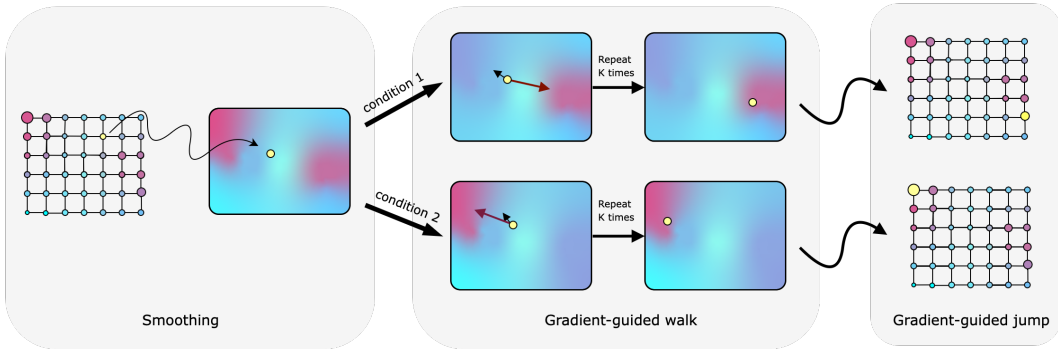 condition 1
condition 2
Repeat
K times
Repeat
K times
Smoothing
Gradient-guided walk
Gradient-guided jump